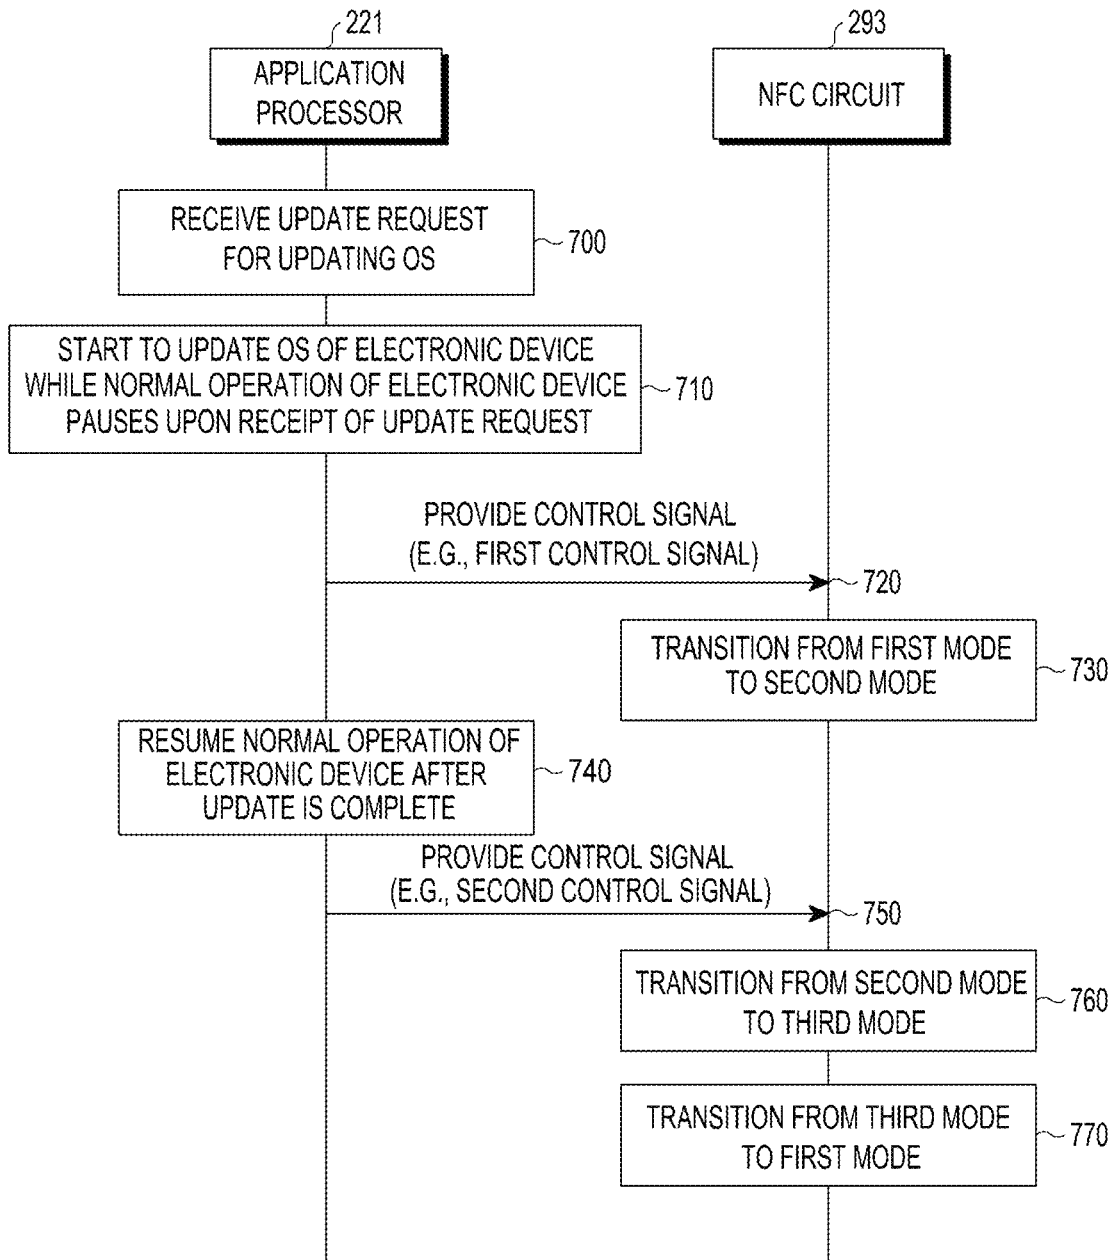 221
293
APPLICATION
PROCESSOR
NFC CIRCUIT
RECEIVE UPDATE REQUEST
FOR UPDATING OS
700
START TO UPDATE OS OF ELECTRONIC DEVICE
WHILE NORMAL OPERATION OF ELECTRONIC DEVICE
PAUSES UPON RECEIPT OF UPDATE REQUEST
710
PROVIDE CONTROL SIGNAL
(E.G., FIRST CONTROL SIGNAL)
720
TRANSITION FROM FIRST MODE
TO SECOND MODE
730
RESUME NORMAL OPERATION OF
ELECTRONIC DEVICE AFTER
UPDATE IS COMPLETE
740
PROVIDE CONTROL SIGNAL
(E.G., SECOND CONTROL SIGNAL)
750
TRANSITION FROM SECOND MODE
TO THIRD MODE
760
TRANSITION FROM THIRD MODE
TO FIRST MODE
770